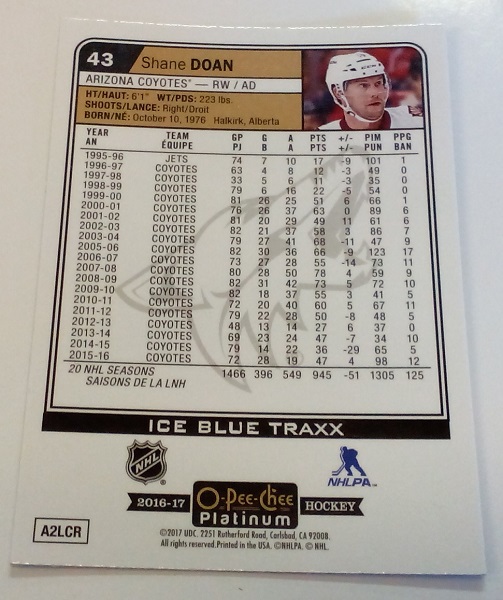 43 Shane DOAN
ARIZONA COYOTES — RW / AD
HT/HAUT: 6'1" WT/PDS: 223 lbs.
SHOOTS/LANCE: Right/Droit
BORN/NÉ: October 10, 1976 Halkirk, Alberta
YEAR TEAM GP G A PTS +/- PIM PPG
AN ÉQUIPE PJ B A PTS +/- PUN BAN
1995-96 JETS 74 7 10 17 -9 101 1
1996-97 COYOTES 63 4 8 12 -3 49 0
1997-98 COYOTES 33 5 6 11 -3 35 0
1998-99 COYOTES 79 6 16 22 -5 54 0
1999-00 COYOTES 81 26 25 51 6 66 1
2000-01 COYOTES 76 26 37 63 0 89 6
2001-02 COYOTES 81 20 29 49 11 61 6
2002-03 COYOTES 82 21 37 58 3 86 7
2003-04 COYOTES 79 27 41 68 -11 47 9
2005-06 COYOTES 82 30 36 66 -9 123 17
2006-07 COYOTES 73 27 28 55 -14 73 11
2007-08 COYOTES 80 28 50 78 4 59 9
2008-09 COYOTES 82 31 42 73 5 72 10
2009-10 COYOTES 82 18 37 55 3 41 5
2010-11 COYOTES 72 20 40 60 5 67 11
2011-12 COYOTES 79 22 28 50 -8 48 5
2012-13 COYOTES 48 13 14 27 6 37 0
2013-14 COYOTES 69 23 24 47 -7 34 10
2014-15 COYOTES 79 14 22 36 -29 65 5
2015-16 COYOTES 72 28 19 47 4 98 12
20 NHL SEASONS 1466 396 549 945 -51 1305 125
SAISONS DE LA LNH
ICE BLUE TRAXX
NHL
NHLPA
2016-17 O-Pee-Chee HOCKEY
Platinum
A2LCR
©2017 UDC. 2251 Rutherford Road, Carlsbad, CA 92008.
All rights reserved. Printed in the USA. ©NHLPA. © NHL.